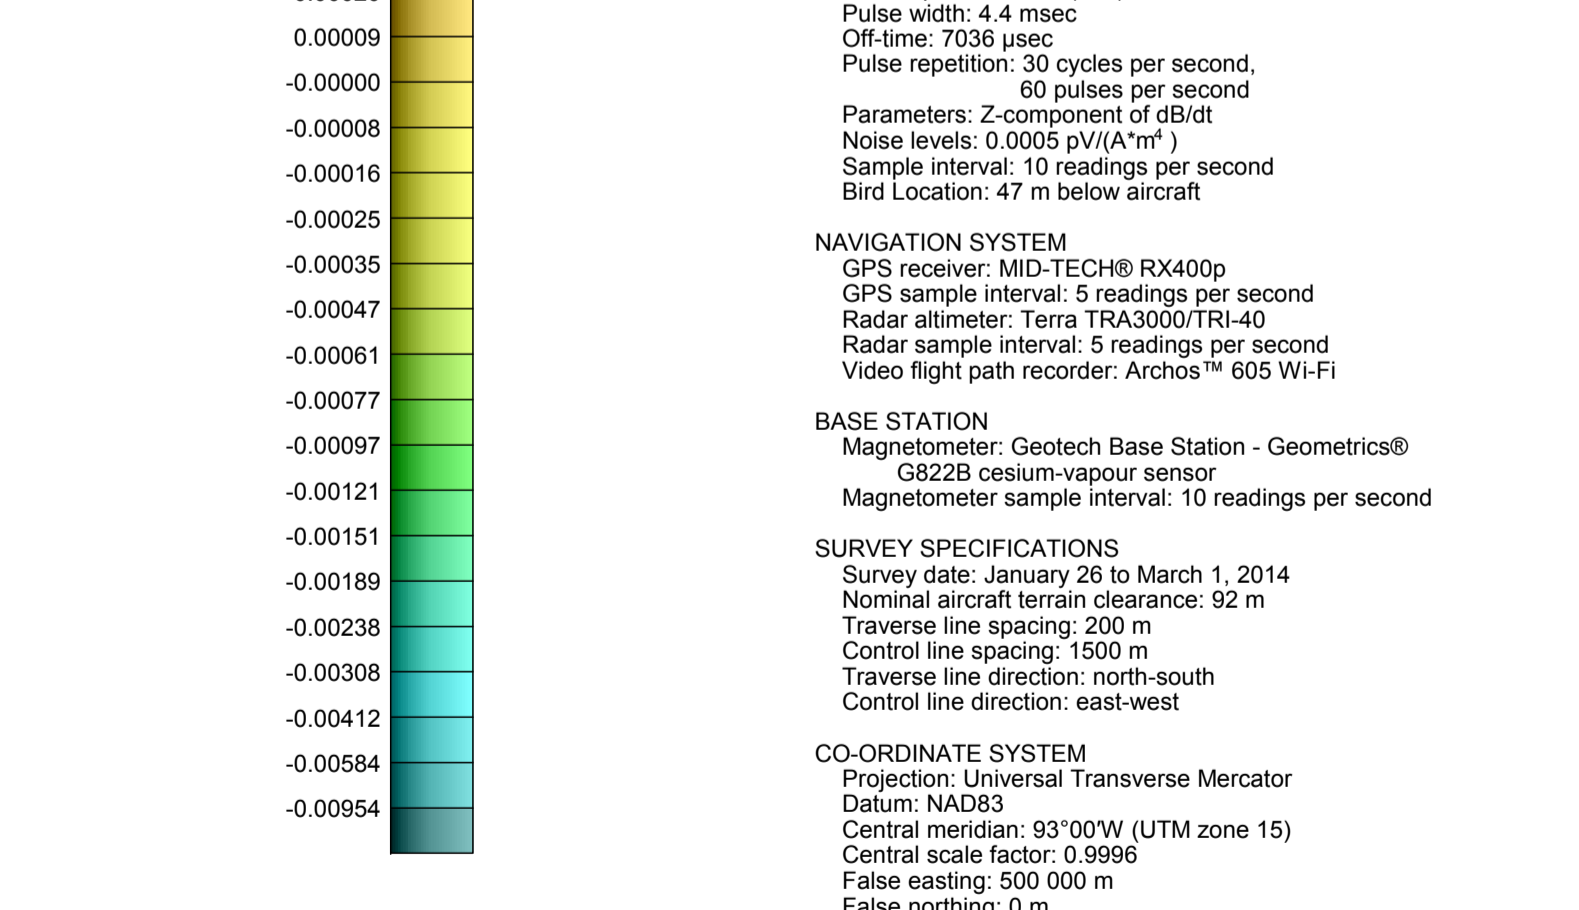 0.00009
-0.00000
-0.00008
-0.00016
-0.00025
-0.00035
-0.00047
-0.00061
-0.00077
-0.00097
-0.00121
-0.00151
-0.00189
-0.00238
-0.00308
-0.00412
-0.00584
-0.00954
Pulse width: 4.4 msec
Off-time: 7036 µsec
Pulse repetition: 30 cycles per second,
60 pulses per second
Parameters: Z-component of dB/dt
Noise levels: 0.0005 pV/(A*m⁴ )
Sample interval: 10 readings per second
Bird Location: 47 m below aircraft
NAVIGATION SYSTEM
GPS receiver: MID-TECH® RX400p
GPS sample interval: 5 readings per second
Radar altimeter: Terra TRA3000/TRI-40
Radar sample interval: 5 readings per second
Video flight path recorder: Archos™ 605 Wi-Fi
BASE STATION
Magnetometer: Geotech Base Station - Geometrics®
G822B cesium-vapour sensor
Magnetometer sample interval: 10 readings per second
SURVEY SPECIFICATIONS
Survey date: January 26 to March 1, 2014
Nominal aircraft terrain clearance: 92 m
Traverse line spacing: 200 m
Control line spacing: 1500 m
Traverse line direction: north-south
Control line direction: east-west
CO-ORDINATE SYSTEM
Projection: Universal Transverse Mercator
Datum: NAD83
Central meridian: 93°00′W (UTM zone 15)
Central scale factor: 0.9996
False easting: 500 000 m
False northing: 0 m